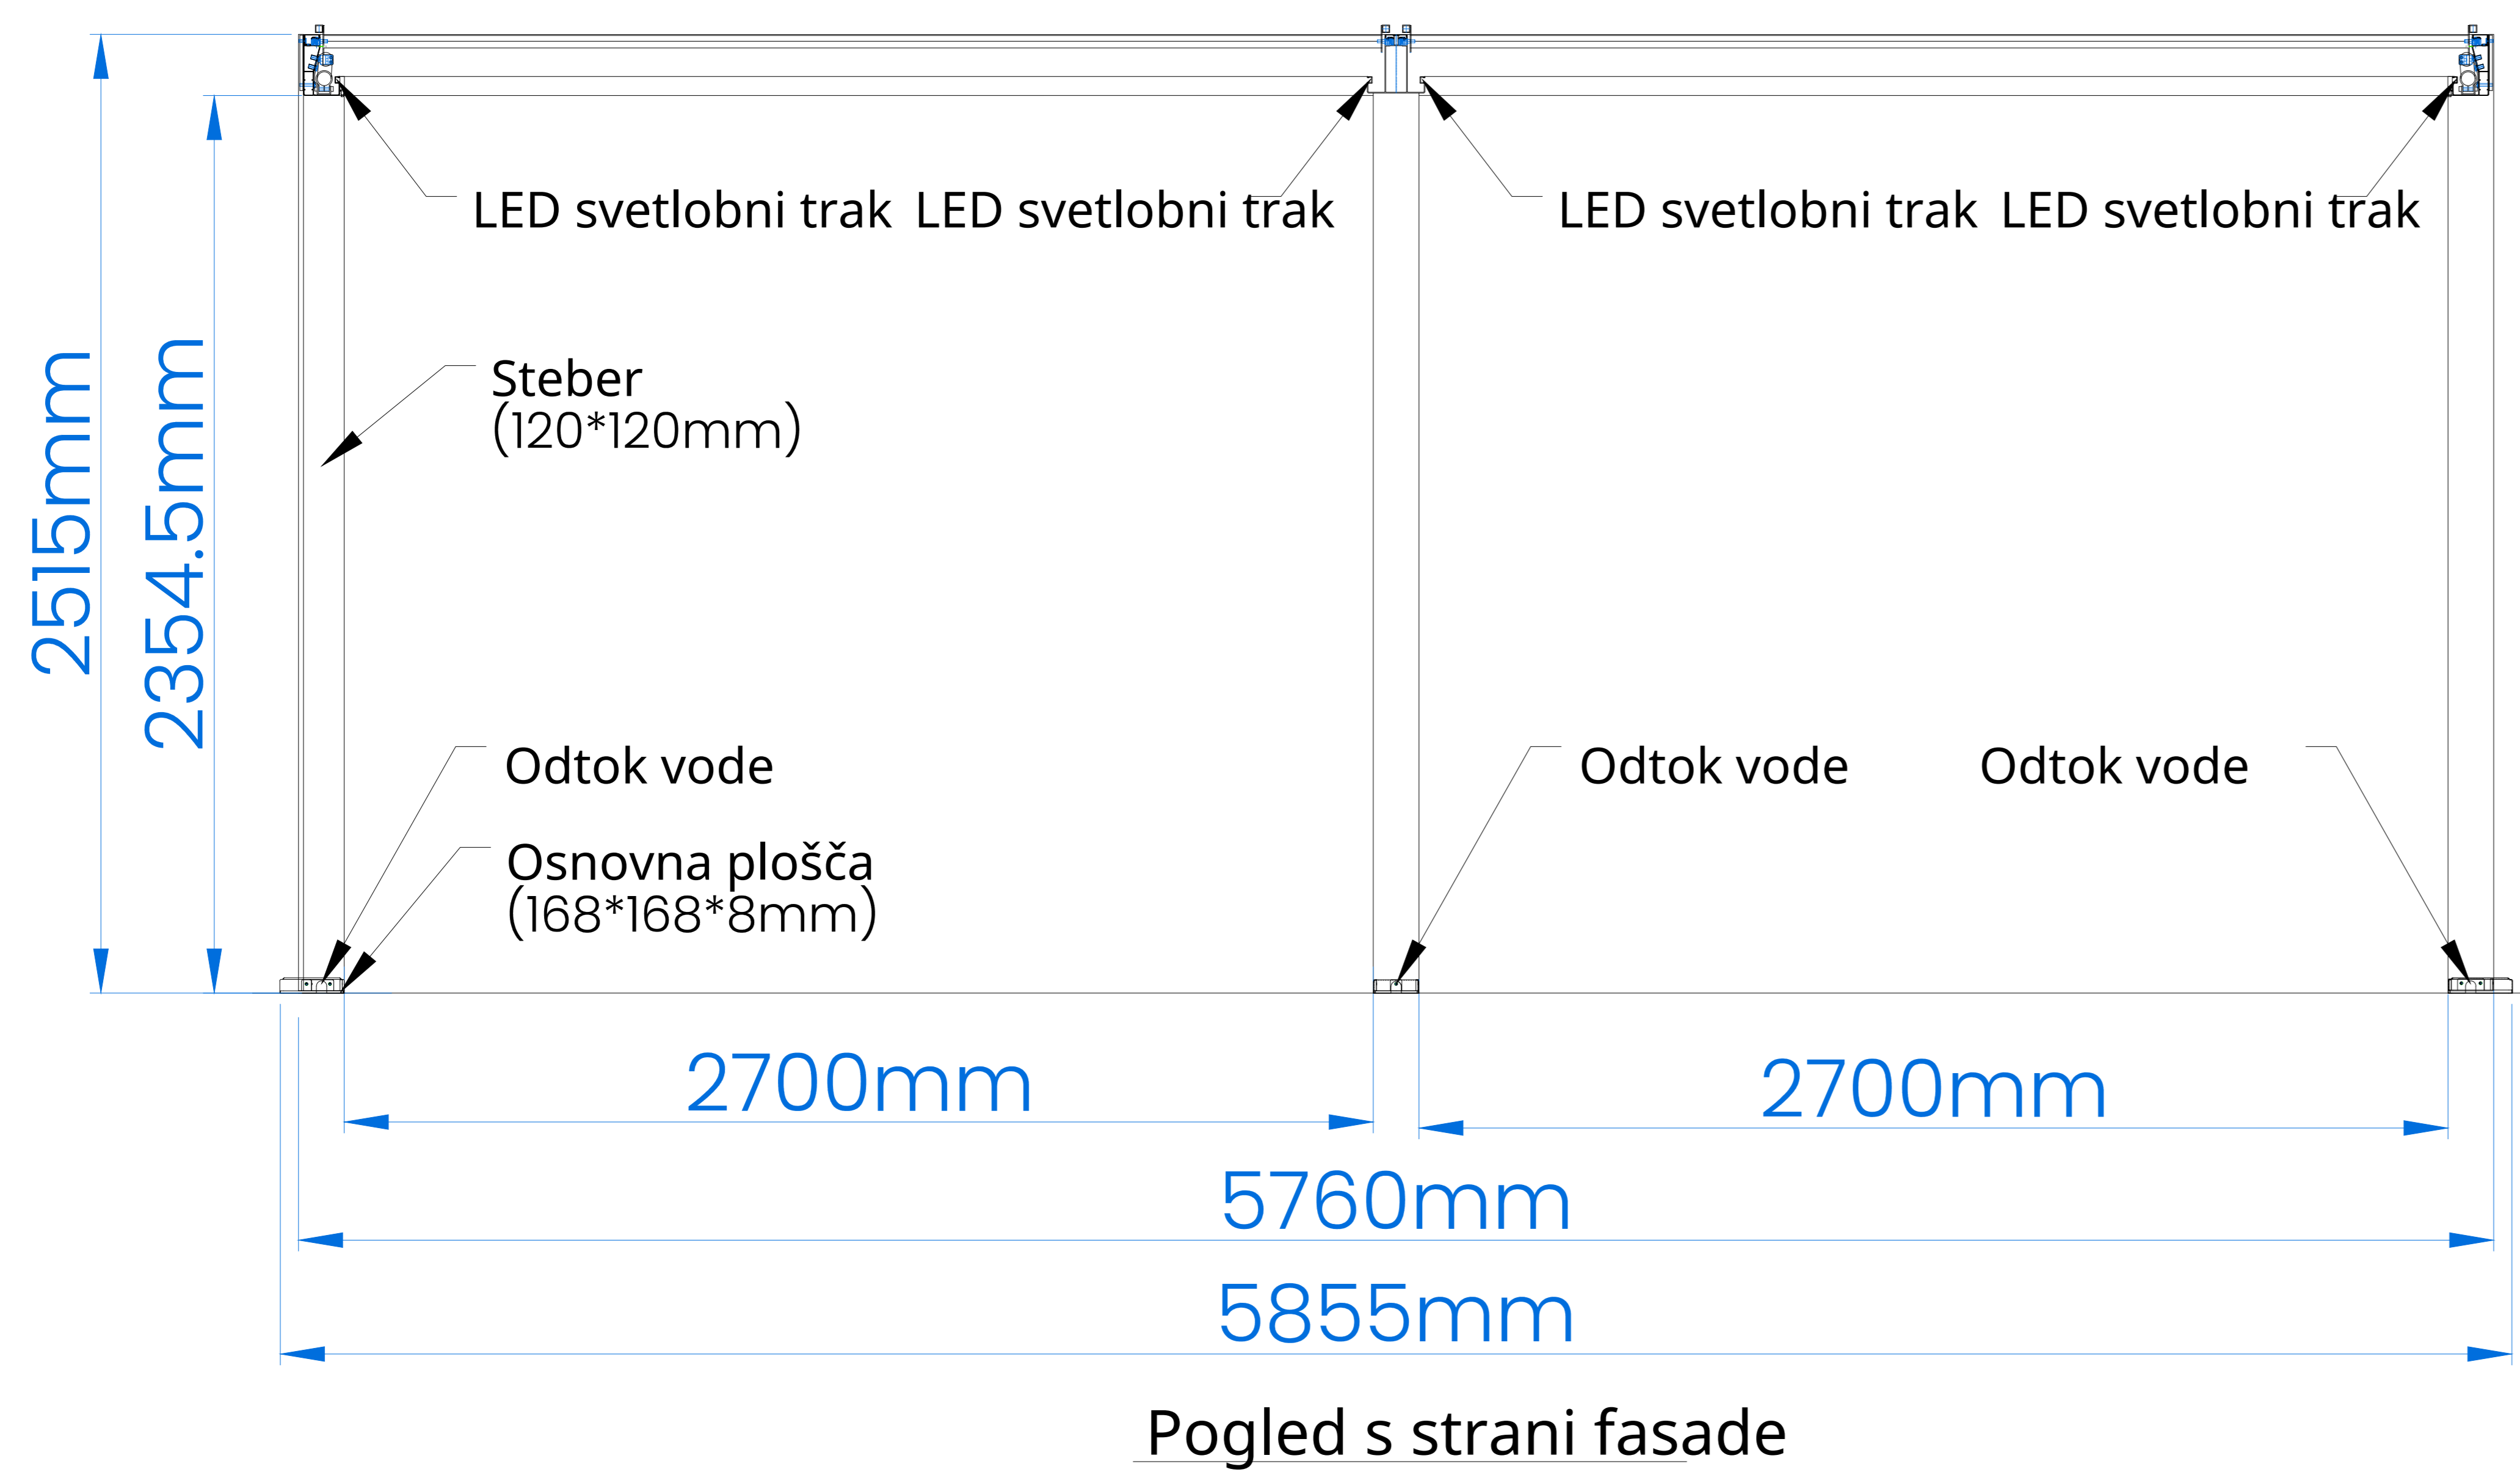 LED svetlobni trak LED svetlobni trak LED svetlobni trak LED svetlobni trak
Steber
(120*120mm)
2515mm
2354.5mm
Odtok vode
Odtok vode
Odtok vode
Osnovna plošča
(168*168*8mm)
2700mm
2700mm
5760mm
5855mm
Pogled s strani fasade